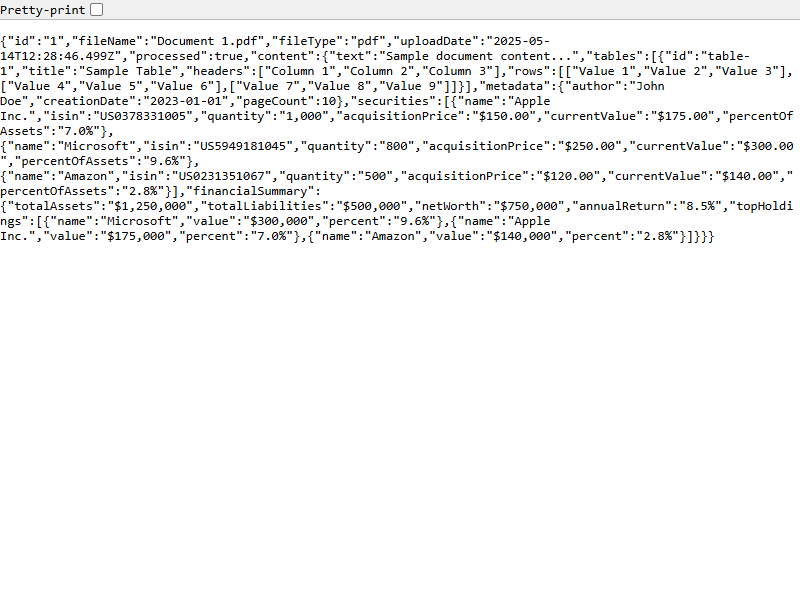 Pretty-print
{"id":"1","fileName":"Document 1.pdf","fileType":"pdf","uploadDate":"2025-05-
14T12:28:46.499Z","processed":true,"content":{"text":"Sample document content...","tables":[{"id":"table-
1","title":"Sample Table","headers":["Column 1","Column 2","Column 3"],"rows":[["Value 1","Value 2","Value 3"],
["Value 4","Value 5","Value 6"],["Value 7","Value 8","Value 9"]]}],"metadata":{"author":"John
Doe","creationDate":"2023-01-01","pageCount":10},"securities":[{"name":"Apple
Inc.","isin":"US0378331005","quantity":"1,000","acquisitionPrice":"$150.00","currentValue":"$175.00","percentOf
Assets":"7.0%"},
{"name":"Microsoft","isin":"US5949181045","quantity":"800","acquisitionPrice":"$250.00","currentValue":"$300.00
","percentOfAssets":"9.6%"},
{"name":"Amazon","isin":"US0231351067","quantity":"500","acquisitionPrice":"$120.00","currentValue":"$140.00","
percentOfAssets":"2.8%"}],"financialSummary":
{"totalAssets":"$1,250,000","totalLiabilities":"$500,000","netWorth":"$750,000","annualReturn":"8.5%","topHoldi
ngs":[{"name":"Microsoft","value":"$300,000","percent":"9.6%"},{"name":"Apple
Inc.","value":"$175,000","percent":"7.0%"},{"name":"Amazon","value":"$140,000","percent":"2.8%"}]}}}